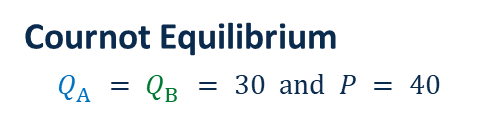 Cournot Equilibrium
Q_A = Q_B = 30 and P = 40